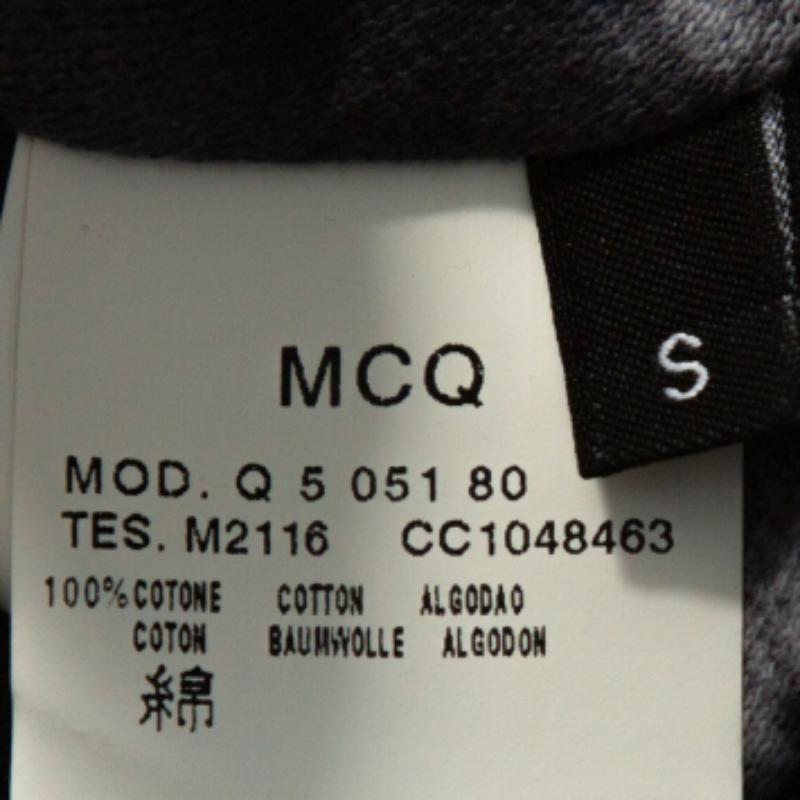 MCQ
S
MOD. Q 5 051 80
TES. M2116 CC1048463
100% COTONE COTTON ALGODAO
COTON BAUMWOLLE ALGODON
綿